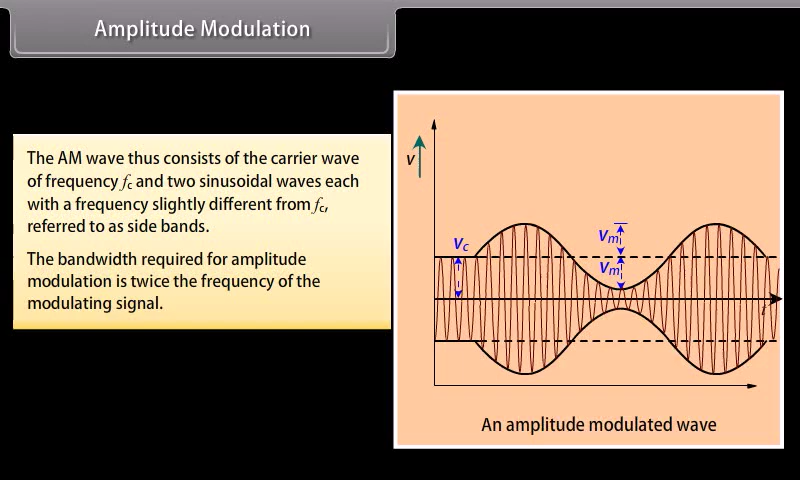 Amplitude Modulation
The AM wave thus consists of the carrier wave
of frequency fc and two sinusoidal waves each
with a frequency slightly different from fc,
referred to as side bands.
The bandwidth required for amplitude
modulation is twice the frequency of the
modulating signal.
v
Vc
Vm
Vm
t
An amplitude modulated wave